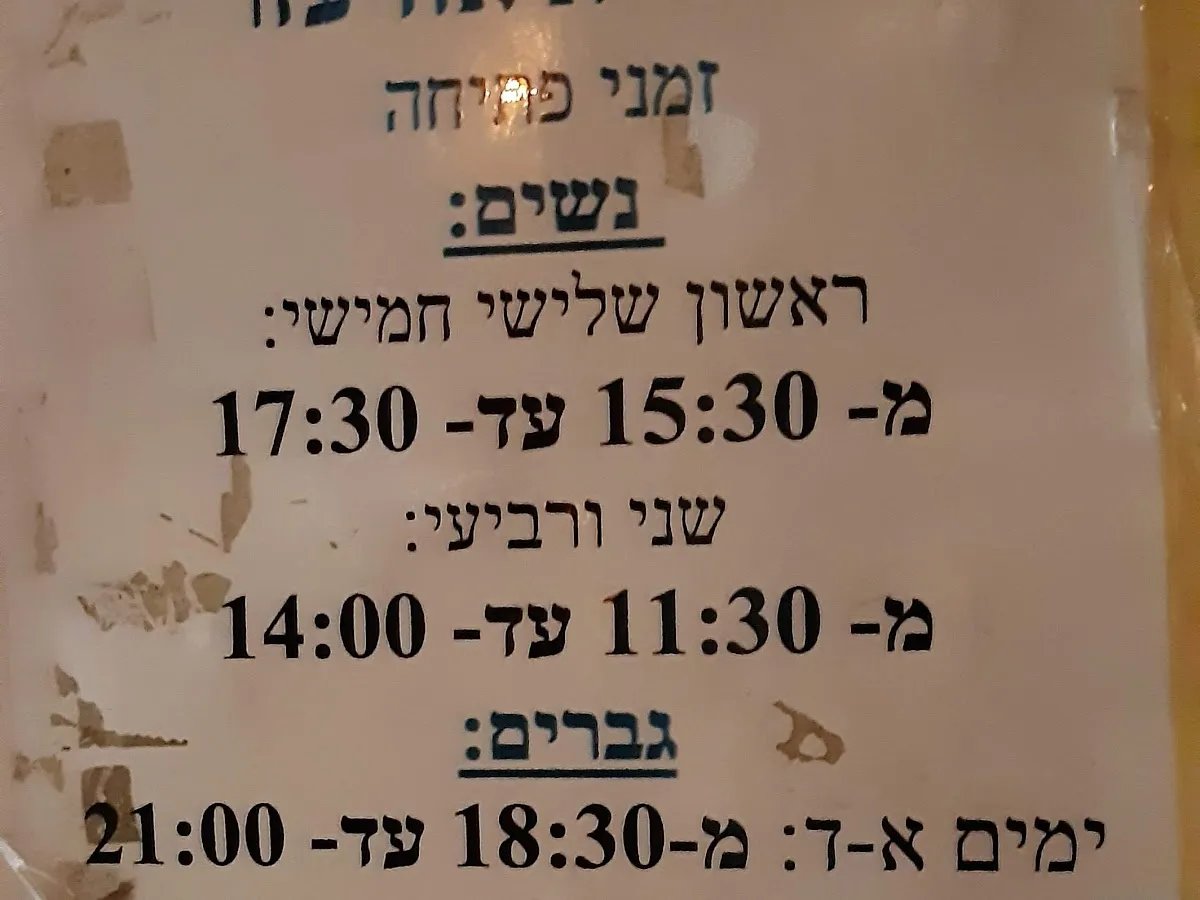 זמני פתיחה
נשים:
ראשון שלישי חמישי:
מ- 15:30 עד- 17:30
שני ורביעי:
מ- 11:30 עד- 14:00
גברים:
ימים א-ד: מ-18:30 עד- 21:00